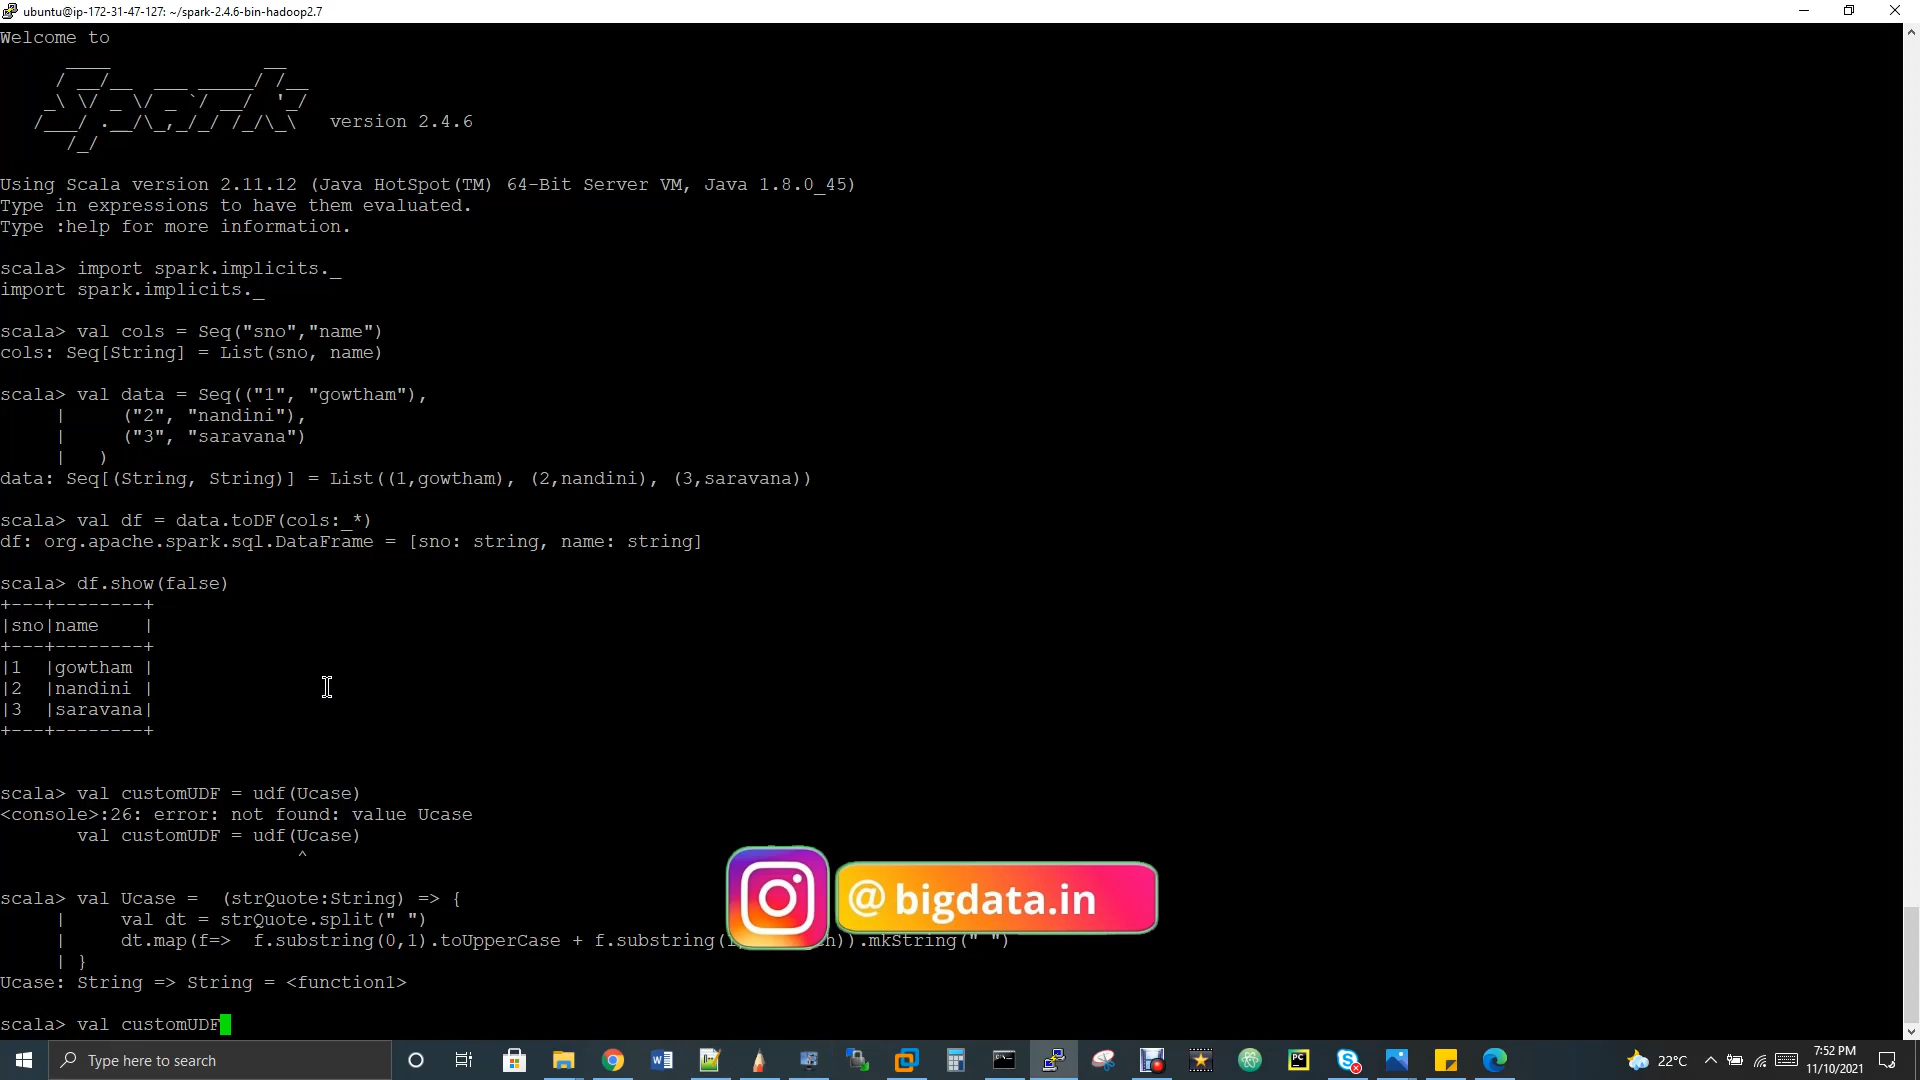 ubuntu@ip-172-31-47-127: ~/spark-2.4.6-bin-hadoop2.7
Welcome to
version 2.4.6
Using Scala version 2.11.12 (Java HotSpot(TM) 64-Bit Server VM, Java 1.8.0_45)
Type in expressions to have them evaluated.
Type :help for more information.
scala> import spark.implicits._
import spark.implicits._
scala> val cols = Seq("sno","name")
cols: Seq[String] = List(sno, name)
scala> val data = Seq(("1", "gowtham"),
| ("2", "nandini"),
| ("3", "saravana")
| )
data: Seq[(String, String)] = List((1,gowtham), (2,nandini), (3,saravana))
scala> val df = data.toDF(cols:_*)
df: org.apache.spark.sql.DataFrame = [sno: string, name: string]
scala> df.show(false)
+---+--------+
|sno|name    |
+---+--------+
|1  |gowtham |
|2  |nandini |
|3  |saravana|
+---+--------+
scala> val customUDF = udf(Ucase)
<console>:26: error: not found: value Ucase
val customUDF = udf(Ucase)
^
scala> val Ucase =  (strQuote:String) => {
| val dt = strQuote.split(" ")
| dt.map(f=>  f.substring(0,1).toUpperCase + f.substring( h)).mkString(" ")
| }
Ucase: String => String = <function1>
scala> val customUDF
@ bigdata.in
Type here to search
22°C
7:52 PM
11/10/2021